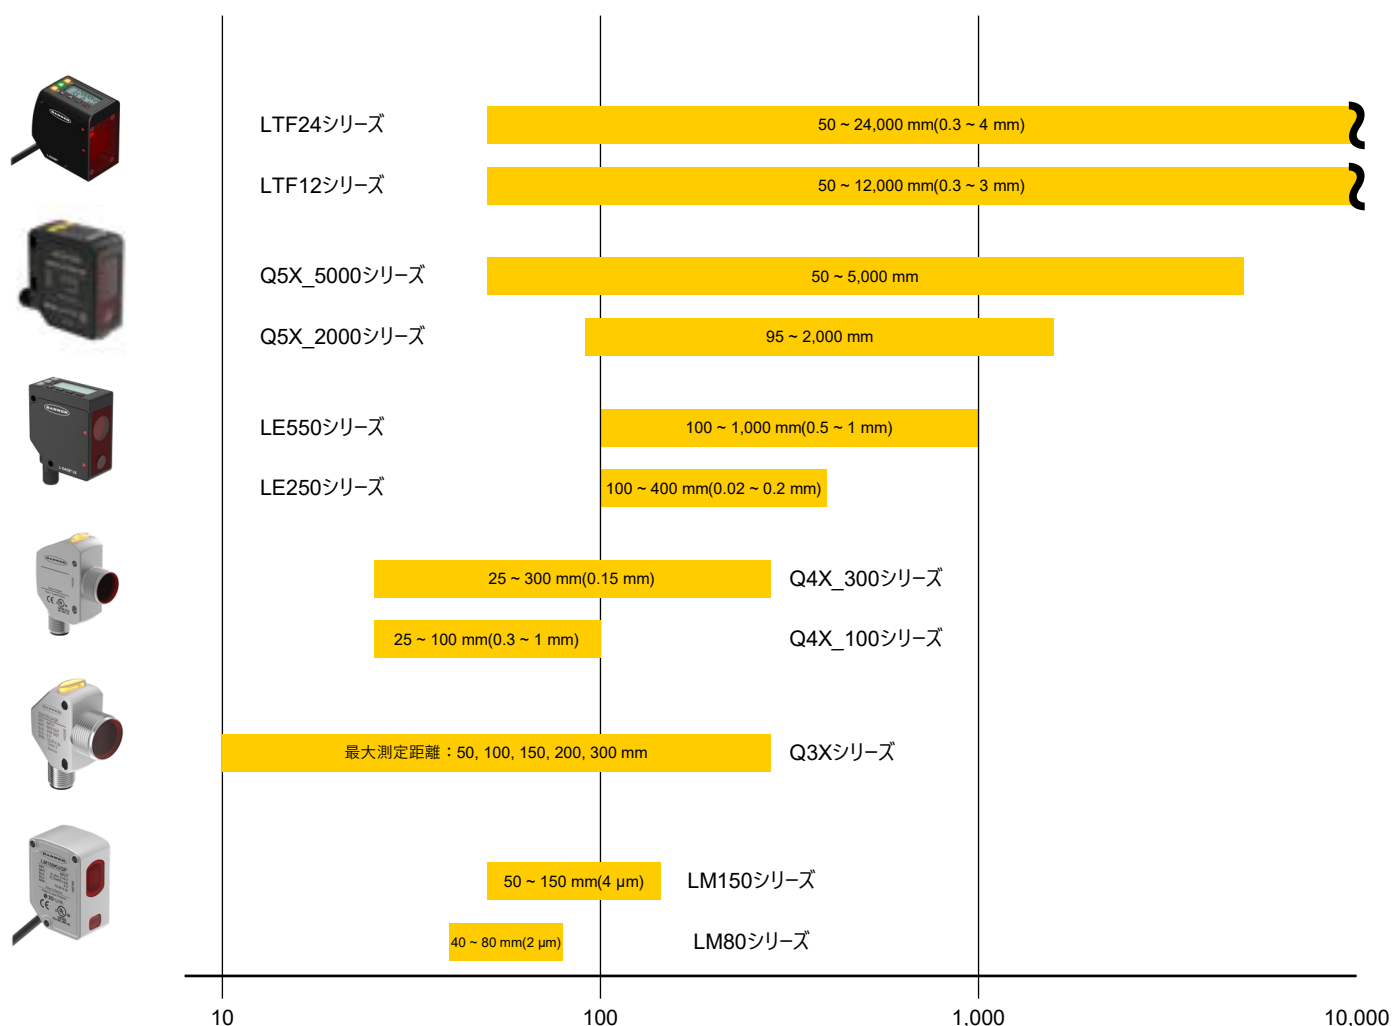 LTF24シリーズ
50 ~ 24,000 mm(0.3 ~ 4 mm)
LTF12シリーズ
50 ~ 12,000 mm(0.3 ~ 3 mm)
Q5X_5000シリーズ
50 ~ 5,000 mm
Q5X_2000シリーズ
95 ~ 2,000 mm
LE550シリーズ
100 ~ 1,000 mm(0.5 ~ 1 mm)
LE250シリーズ
100 ~ 400 mm(0.02 ~ 0.2 mm)
25 ~ 300 mm(0.15 mm)
Q4X_300シリーズ
25 ~ 100 mm(0.3 ~ 1 mm)
Q4X_100シリーズ
最大測定距離：50, 100, 150, 200, 300 mm
Q3Xシリーズ
50 ~ 150 mm(4 µm)
LM150シリーズ
40 ~ 80 mm(2 µm)
LM80シリーズ
10
100
1,000
10,000
BANNER
BANNER